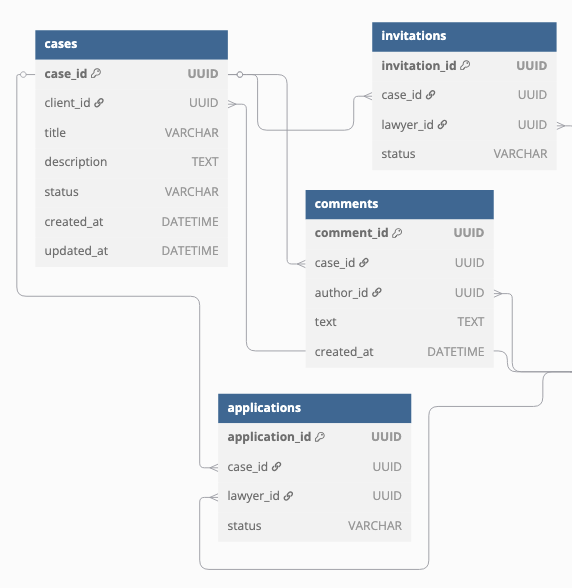 cases
case_id UUID
client_id UUID
title VARCHAR
description TEXT
status VARCHAR
created_at DATETIME
updated_at DATETIME
invitations
invitation_id UUID
case_id UUID
lawyer_id UUID
status VARCHAR
comments
comment_id UUID
case_id UUID
author_id UUID
text TEXT
created_at DATETIME
applications
application_id UUID
case_id UUID
lawyer_id UUID
status VARCHAR